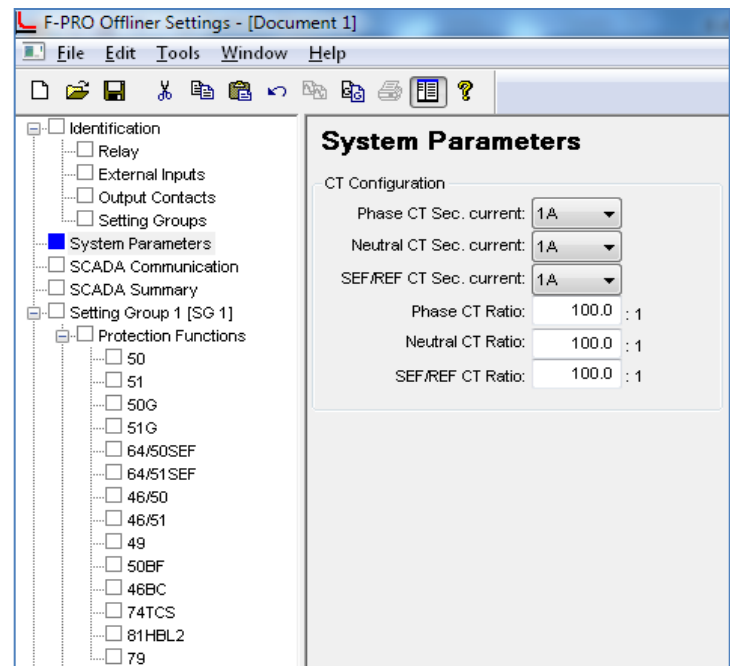 F-PRO Offliner Settings - [Document 1]
File Edit Tools Window Help
Identification
Relay
External Inputs
Output Contacts
Setting Groups
System Parameters
SCADA Communication
SCADA Summary
Setting Group 1 [SG 1]
Protection Functions
50
51
50G
51G
64/50SEF
64/51SEF
46/50
46/51
49
50BF
46BC
74TCS
81HBL2
79
System Parameters
CT Configuration
Phase CT Sec. current: 1A
Neutral CT Sec. current: 1A
SEF/REF CT Sec. current: 1A
Phase CT Ratio: 100.0 : 1
Neutral CT Ratio: 100.0 : 1
SEF/REF CT Ratio: 100.0 : 1